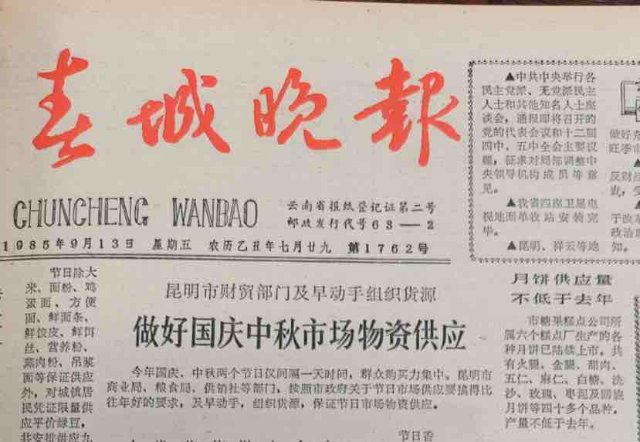 春城晚报
CHUNCHENG WANBAO
云南省报纸登记证第二号
邮政发行代号63—2
1985年9月13日 星期五 农历乙丑年七月廿九 第1762号
▲中共中央举行各
民主党派、无党派民主
人士和其他知名人士座
谈会，通报即将召开的
党的代表会议和十二届
四中、五中全会主要议
题，征求对局部调整中
央领导机构成员等意
见。
▲我省四座卫星电
视地面单收站安装完
毕。
▲昆明、祥云等地
昆明市财贸部门及早动手组织货源
做好国庆中秋市场物资供应
今年国庆、中秋两个节日仅间隔一天时间，群众购买力集中。昆明市
商业局、粮食局、供销社等部门，按照市政府关于节日市场供应要搞得比
往年好的要求，及早动手，组织货源，保证节日市场物资供应。
节日除大
米、面粉、鸡
蛋面、方便
面、鲜面条、
鲜饺皮、鲜饵
丝、营养粉、
蒸肉粉、吊浆
面等保证供应
外，对城镇居
民凭证限量供
应平价绿豆，
节日香
月饼供应量
不低于去年
市糖果糕点公司所
属六个糕点厂生产的各
种月饼已陆续上市。共
有火腿、金腿、甜肉、
五仁、麻仁、白糖、洗
沙、玫瑰、枣泥及回族
月饼等四十多个品种，
产量不低于去年。